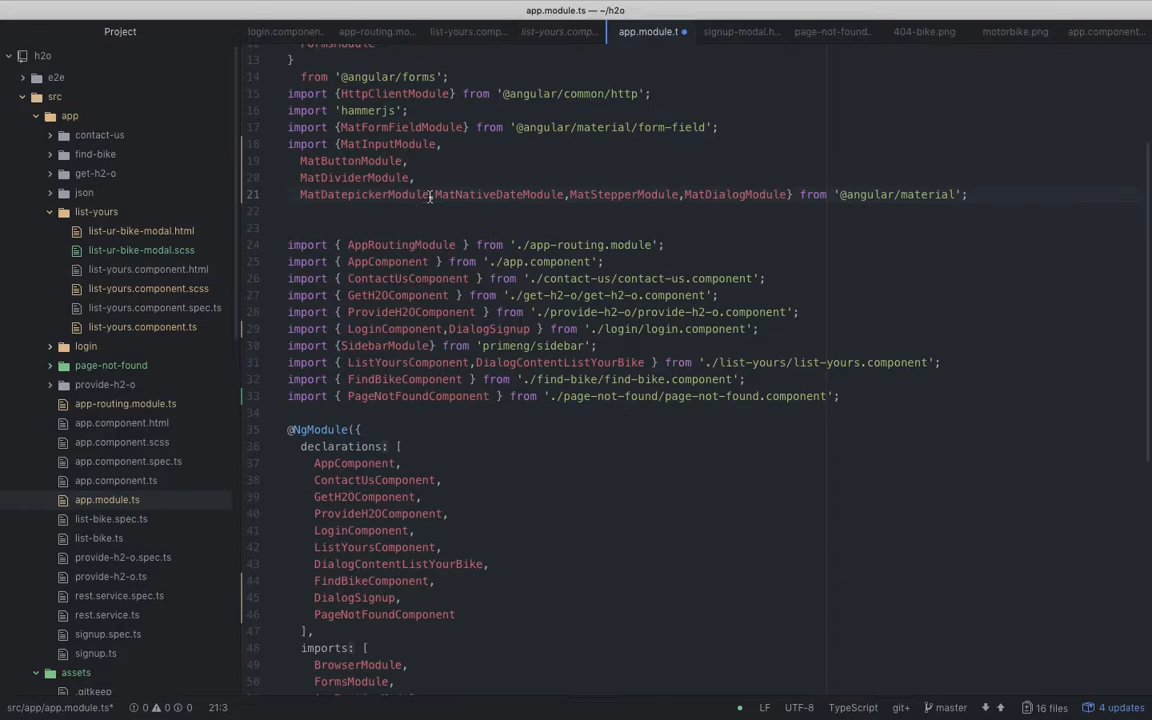 app.module.ts — ~/h2o
Project
login.componen..
app-routing.mo...
list-yours.comp...
list-yours.comp...
app.module.t
signup-modal.h...
page-not-found...
404-bike.png
motorbike.png
app.component...
h2o
e2e
src
app
contact-us
find-bike
get-h2-o
json
list-yours
list-ur-bike-modal.html
list-ur-bike-modal.scss
list-yours.component.html
list-yours.component.scss
list-yours.component.spec.ts
list-yours.component.ts
login
page-not-found
provide-h2-o
app-routing.module.ts
app.component.html
app.component.scss
app.component.spec.ts
app.component.ts
app.module.ts
list-bike.spec.ts
list-bike.ts
provide-h2-o.spec.ts
provide-h2-o.ts
rest.service.spec.ts
rest.service.ts
signup.spec.ts
signup.ts
assets
.gitkeep
12 FormsModule
13 }
14 from '@angular/forms';
15 import {HttpClientModule} from '@angular/common/http';
16 import 'hammerjs';
17 import {MatFormFieldModule} from '@angular/material/form-field';
18 import {MatInputModule,
19 MatButtonModule,
20 MatDividerModule,
21 MatDatepickerModule,MatNativeDateModule,MatStepperModule,MatDialogModule} from '@angular/material';
22
23
24 import { AppRoutingModule } from './app-routing.module';
25 import { AppComponent } from './app.component';
26 import { ContactUsComponent } from './contact-us/contact-us.component';
27 import { GetH2OComponent } from './get-h2-o/get-h2-o.component';
28 import { ProvideH2OComponent } from './provide-h2-o/provide-h2-o.component';
29 import { LoginComponent,DialogSignup } from './login/login.component';
30 import {SidebarModule} from 'primeng/sidebar';
31 import { ListYoursComponent,DialogContentListYourBike } from './list-yours/list-yours.component';
32 import { FindBikeComponent } from './find-bike/find-bike.component';
33 import { PageNotFoundComponent } from './page-not-found/page-not-found.component';
34
35 @NgModule({
36 declarations: [
37 AppComponent,
38 ContactUsComponent,
39 GetH2OComponent,
40 ProvideH2OComponent,
41 LoginComponent,
42 ListYoursComponent,
43 DialogContentListYourBike,
44 FindBikeComponent,
45 DialogSignup,
46 PageNotFoundComponent
47 ],
48 imports: [
49 BrowserModule,
50 FormsModule,
src/app/app.module.ts* 0 0 0 21:3
LF UTF-8 TypeScript git+ master 16 files 4 updates